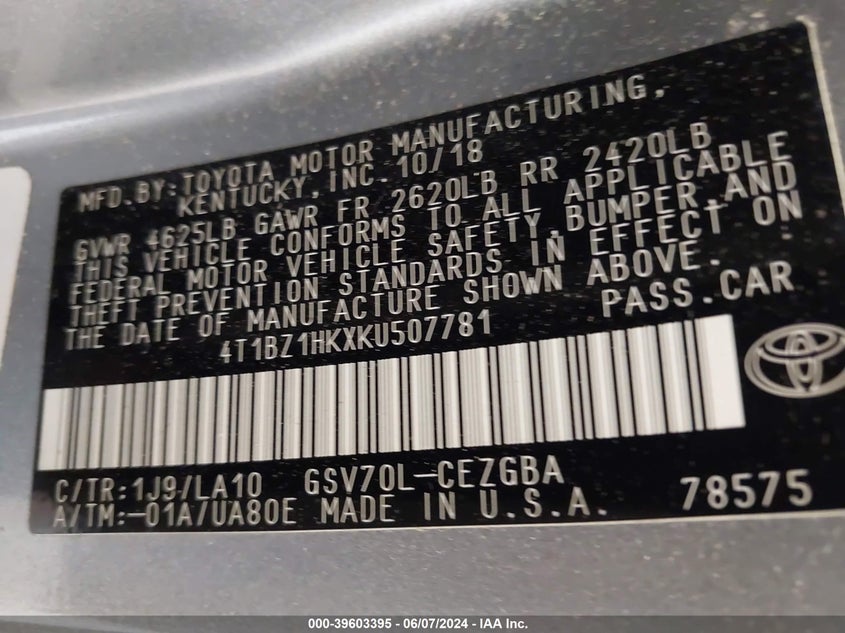 MFD.BY:TOYOTA MOTOR MANUFACTURING,
KENTUCKY, INC. 10/18
GVWR 4625LB GAWR FR 2620LB RR 2420LB
THIS VEHICLE CONFORMS TO ALL APPLICABLE
FEDERAL MOTOR VEHICLE SAFETY,BUMPER,AND
THEFT PREVENTION STANDARDS IN EFFECT ON
THE DATE OF MANUFACTURE SHOWN ABOVE.
4T1BZ1HKXKU507781 PASS.CAR
C/TR:1J9/LA10 GSV70L-CEZGBA
A/TM:-01A/UA80E MADE IN U.S.A. 78575
000-39603395 - 06/07/2024 - IAA Inc.